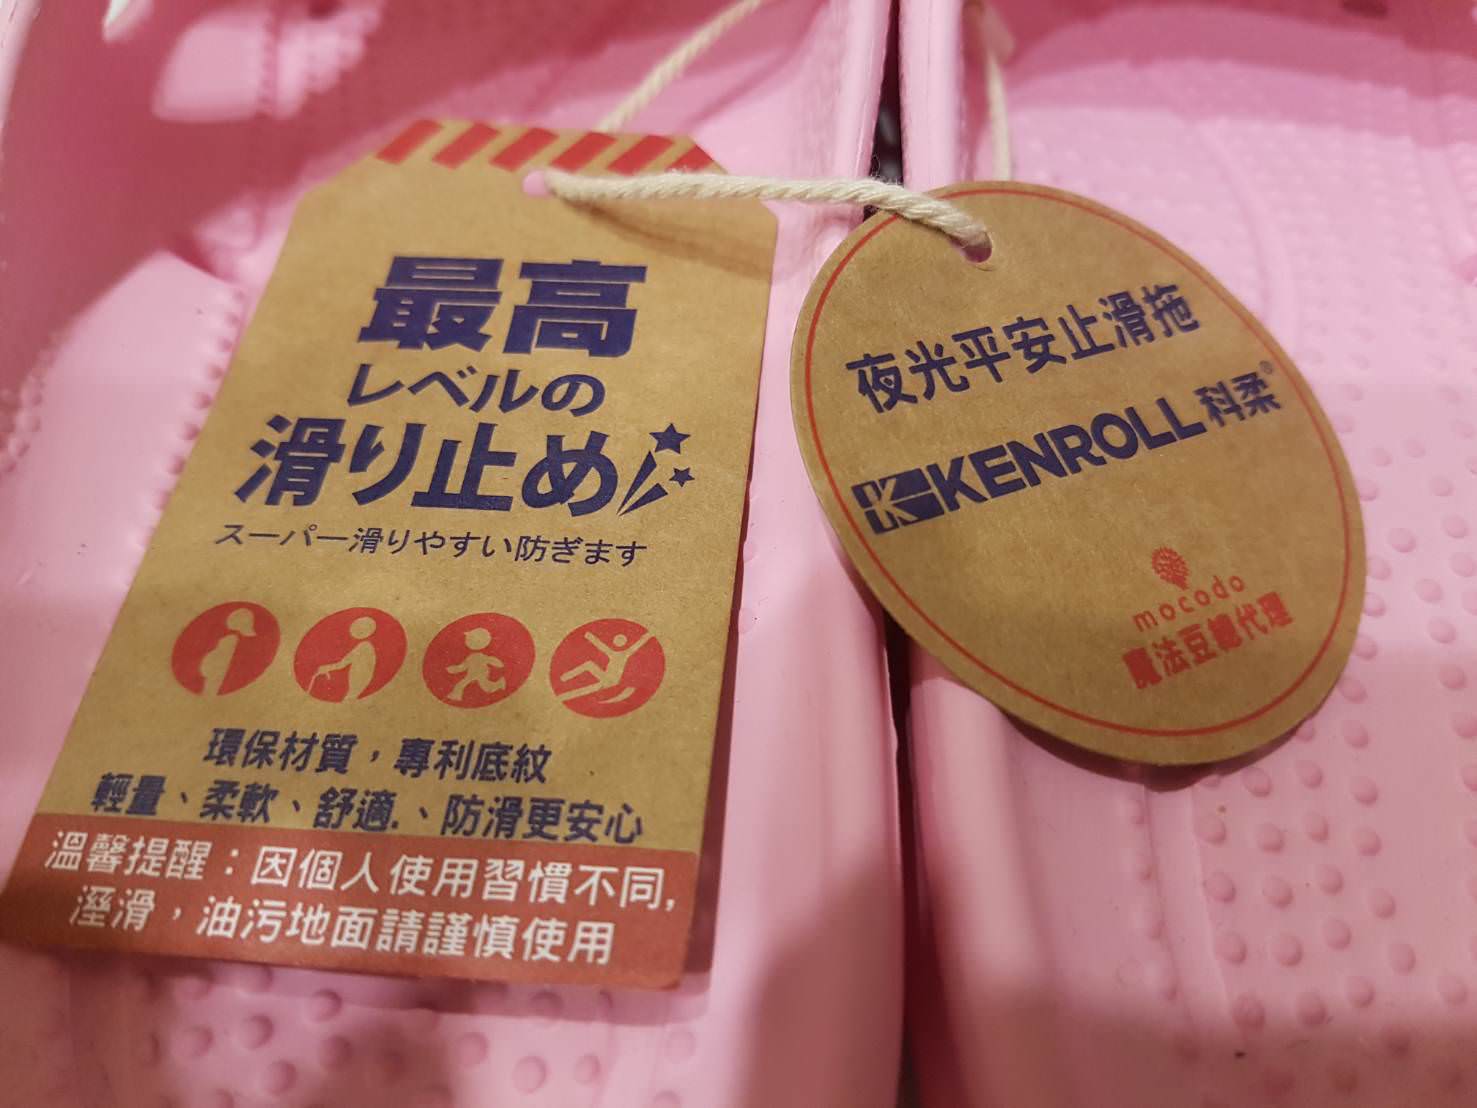 最高
レベルの
滑り止め
スーパー滑りやすい防ぎます
環保材質，專利底紋
輕量、柔軟、舒適.、防滑更安心
溫馨提醒：因個人使用習慣不同,
溼滑，油污地面請謹慎使用
夜光平安止滑拖
KENROLL 科柔®
mocodo
魔法豆總代理